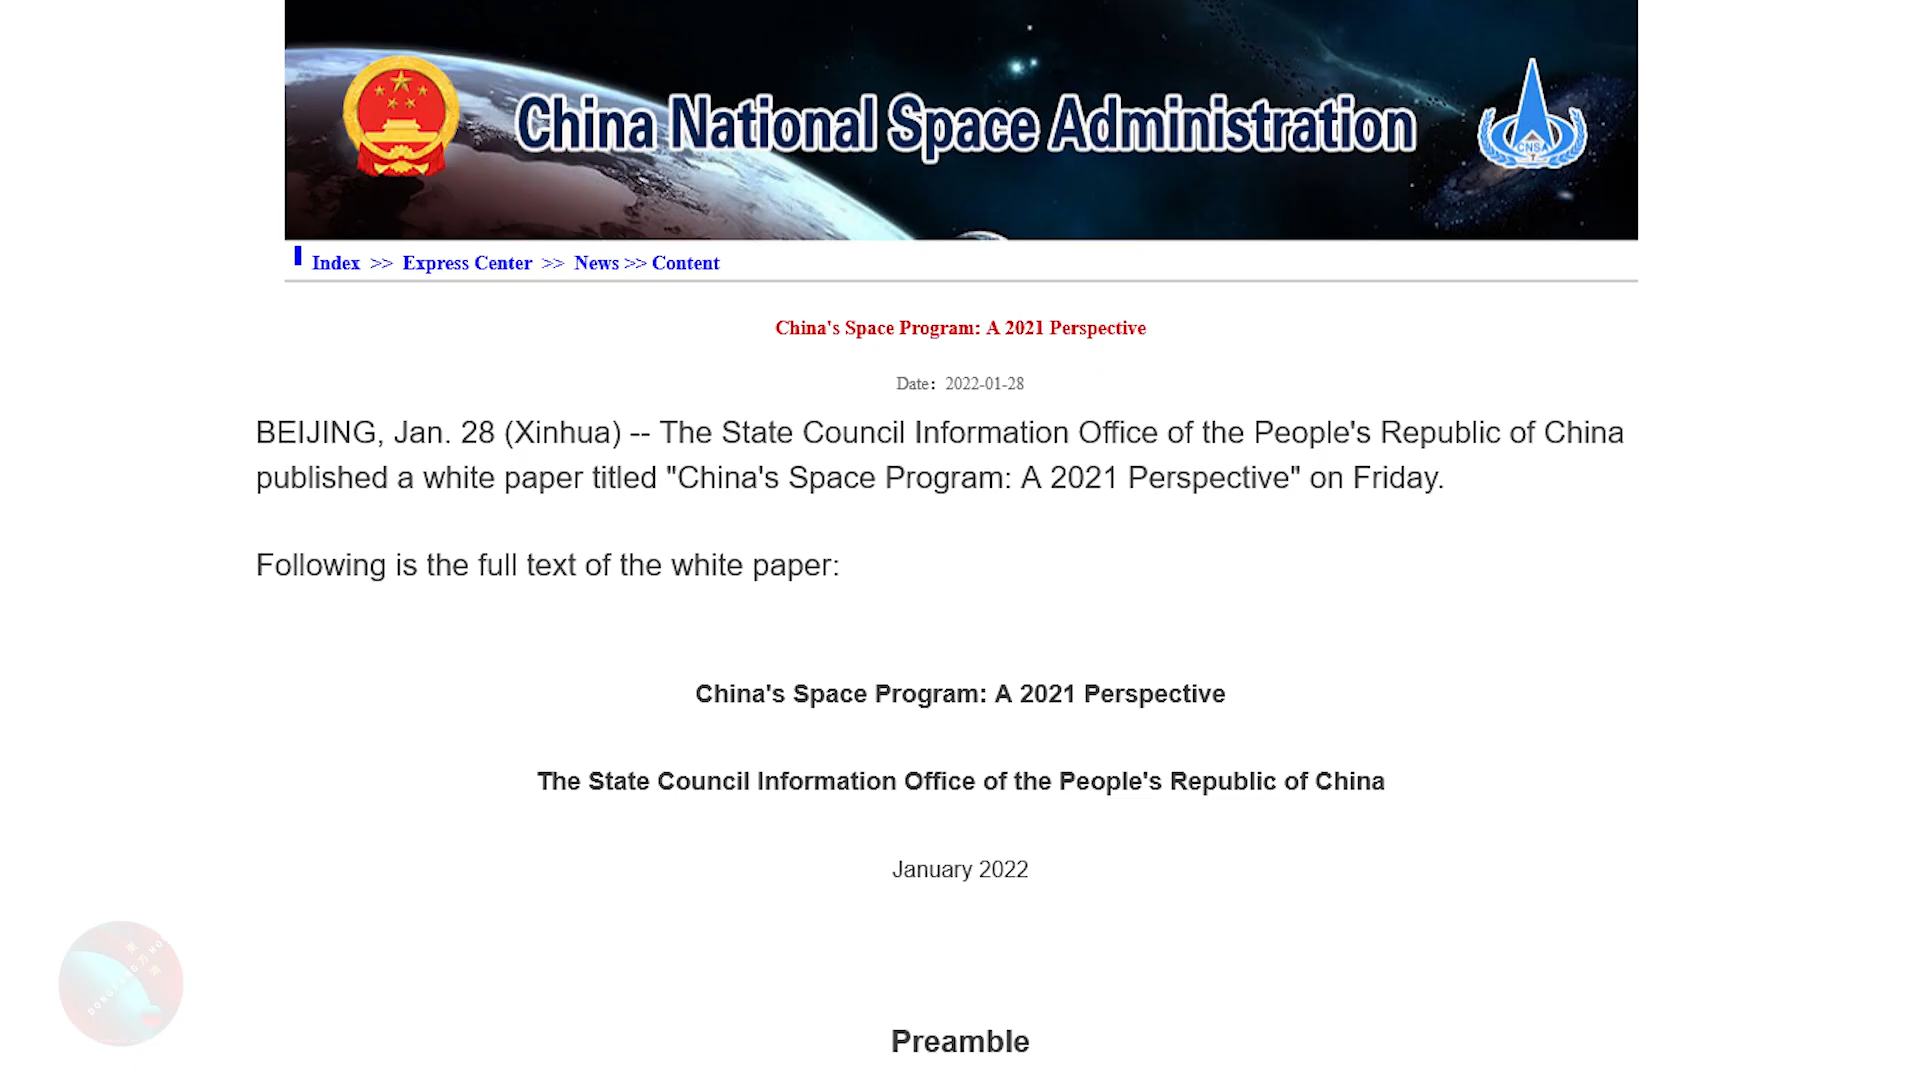 China National Space Administration
CNSA
Index >> Express Center >> News >> Content
China's Space Program: A 2021 Perspective
Date： 2022-01-28
BEIJING, Jan. 28 (Xinhua) -- The State Council Information Office of the People's Republic of China
published a white paper titled "China's Space Program: A 2021 Perspective" on Friday.
Following is the full text of the white paper:
China's Space Program: A 2021 Perspective
The State Council Information Office of the People's Republic of China
January 2022
Preamble